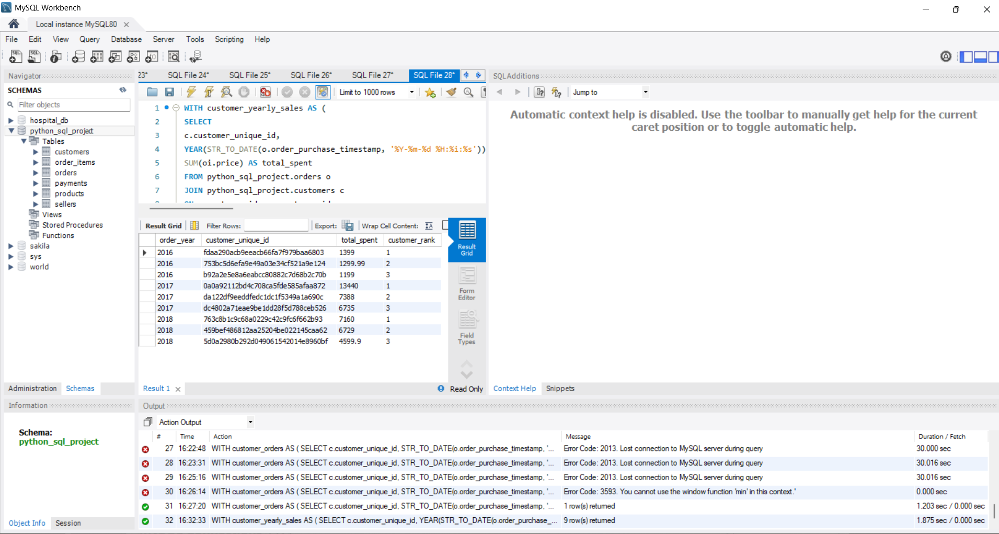 MySQL Workbench
Local instance MySQL80
File Edit View Query Database Server Tools Scripting Help
Navigator
SCHEMAS
Filter objects
hospital_db
python_sql_project
Tables
customers
order_items
orders
payments
products
sellers
Views
Stored Procedures
Functions
sakila
sys
world
Administration Schemas
Information
Schema:
python_sql_project
Object Info Session
23* SQL File 24* SQL File 25* SQL File 26* SQL File 27* SQL File 28*
Limit to 1000 rows
1 WITH customer_yearly_sales AS (
2 SELECT
3 c.customer_unique_id,
4 YEAR(STR_TO_DATE(o.order_purchase_timestamp, '%Y-%m-%d %H:%i:%s'))
5 SUM(oi.price) AS total_spent
6 FROM python_sql_project.orders o
7 JOIN python_sql_project.customers c
Result Grid Filter Rows: Export: Wrap Cell Content:
order_year customer_unique_id total_spent customer_rank
2016 fdaa290acb9eeacb66fa7f979baa6803 1399 1
2016 753bc5d6efa9e49a03e34cf521a9e124 1299.99 2
2016 b92a2e5e8a6eabcc80882c7d68b2c70b 1199 3
2017 0a0a92112bd4c708ca5fde585afaa872 13440 1
2017 da122df9eeddfedc1dc1f5349a1a690c 7388 2
2017 dc4802a71eae9be1dd28f5d788ceb526 6735 3
2018 763c8b1c9c68a0229c42c9fc6f662b93 7160 1
2018 459bef486812aa25204be022145caa62 6729 2
2018 5d0a2980b292d049061542014e8960bf 4599.9 3
Result
Grid
Form
Editor
Field
Types
Result 1
Read Only
SQLAdditions
Jump to
Automatic context help is disabled. Use the toolbar to manually get help for the current
caret position or to toggle automatic help.
Context Help Snippets
Output
Action Output
# Time Action Message Duration / Fetch
27 16:22:48 WITH customer_orders AS ( SELECT c.customer_unique_id, STR_TO_DATE(o.order_purchase_timestamp, '... Error Code: 2013. Lost connection to MySQL server during query 30.000 sec
28 16:23:31 WITH customer_orders AS ( SELECT c.customer_unique_id, STR_TO_DATE(o.order_purchase_timestamp, '... Error Code: 2013. Lost connection to MySQL server during query 30.016 sec
29 16:25:16 WITH customer_orders AS ( SELECT c.customer_unique_id, STR_TO_DATE(o.order_purchase_timestamp, '... Error Code: 2013. Lost connection to MySQL server during query 30.016 sec
30 16:26:14 WITH customer_orders AS ( SELECT c.customer_unique_id, STR_TO_DATE(o.order_purchase_timestamp, '... Error Code: 3593. You cannot use the window function 'min' in this context.' 0.000 sec
31 16:27:20 WITH customer_orders AS ( SELECT c.customer_unique_id, STR_TO_DATE(o.order_purchase_timestamp, '... 1 row(s) returned 1.203 sec / 0.000 sec
32 16:32:33 WITH customer_yearly_sales AS ( SELECT c.customer_unique_id, YEAR(STR_TO_DATE(o.order_purchase_... 9 row(s) returned 1.875 sec / 0.000 sec